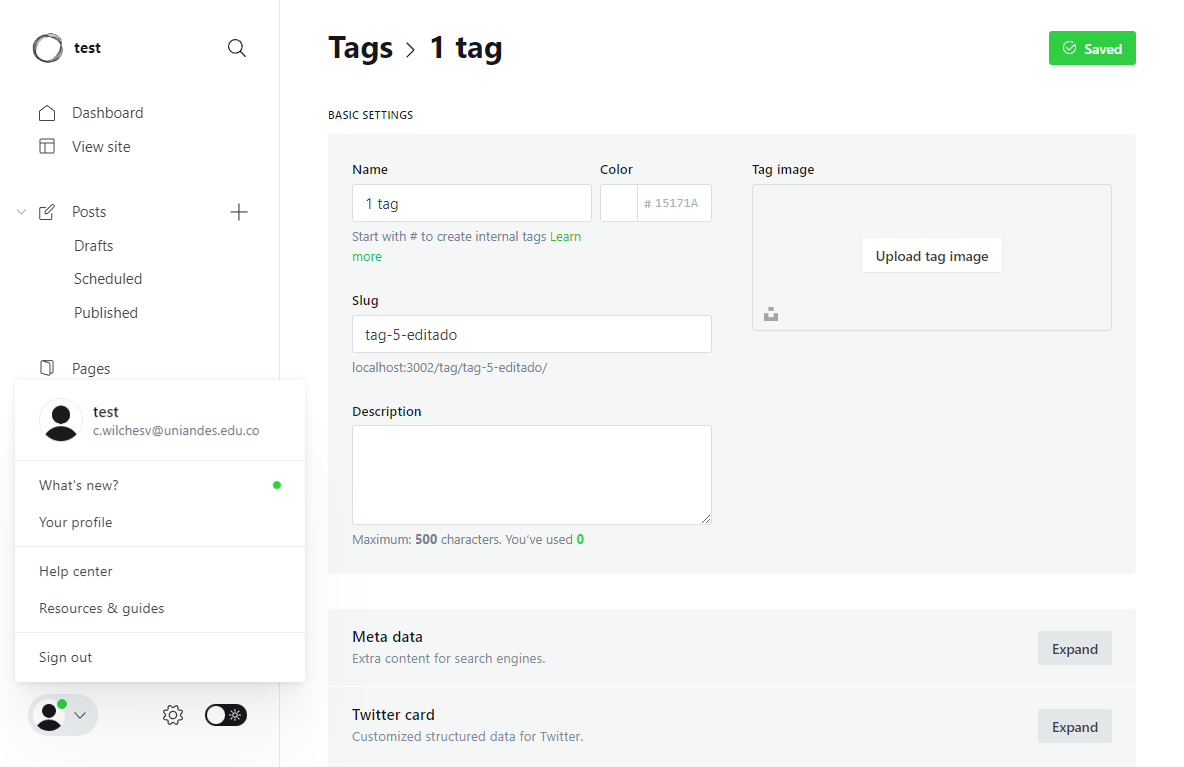 test
Dashboard
View site
Posts
Drafts
Scheduled
Published
Pages
test
c.wilchesv@uniandes.edu.co
What's new?
Your profile
Help center
Resources & guides
Sign out
Tags > 1 tag
Saved
BASIC SETTINGS
Name
1 tag
Start with # to create internal tags Learn
more
Color
# 15171A
Slug
tag-5-editado
localhost:3002/tag/tag-5-editado/
Description
Maximum: 500 characters. You've used 0
Tag image
Upload tag image
Meta data
Extra content for search engines.
Expand
Twitter card
Customized structured data for Twitter.
Expand